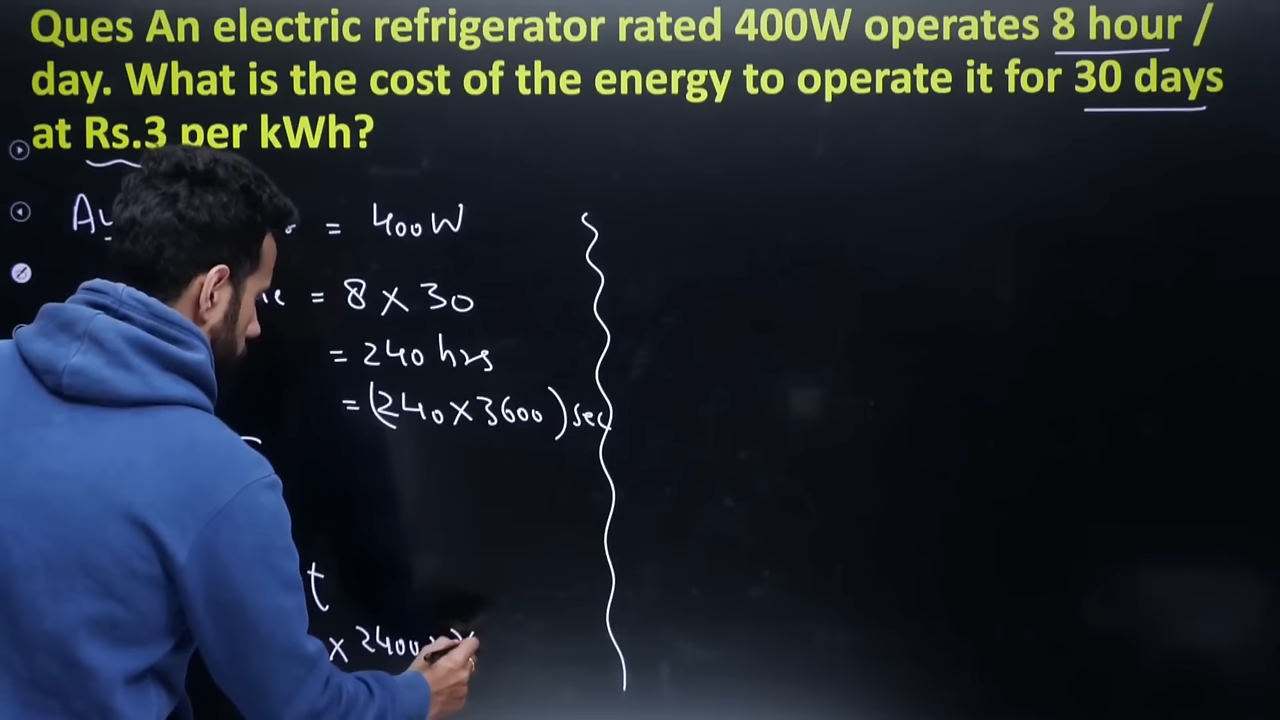 Ques An electric refrigerator rated 400W operates 8 hour /
day. What is the cost of the energy to operate it for 30 days
at Rs.3 per kWh?
= 400W
= 8 X 30
= 240 hrs
= (240 X 3600) sec
t
X 2400